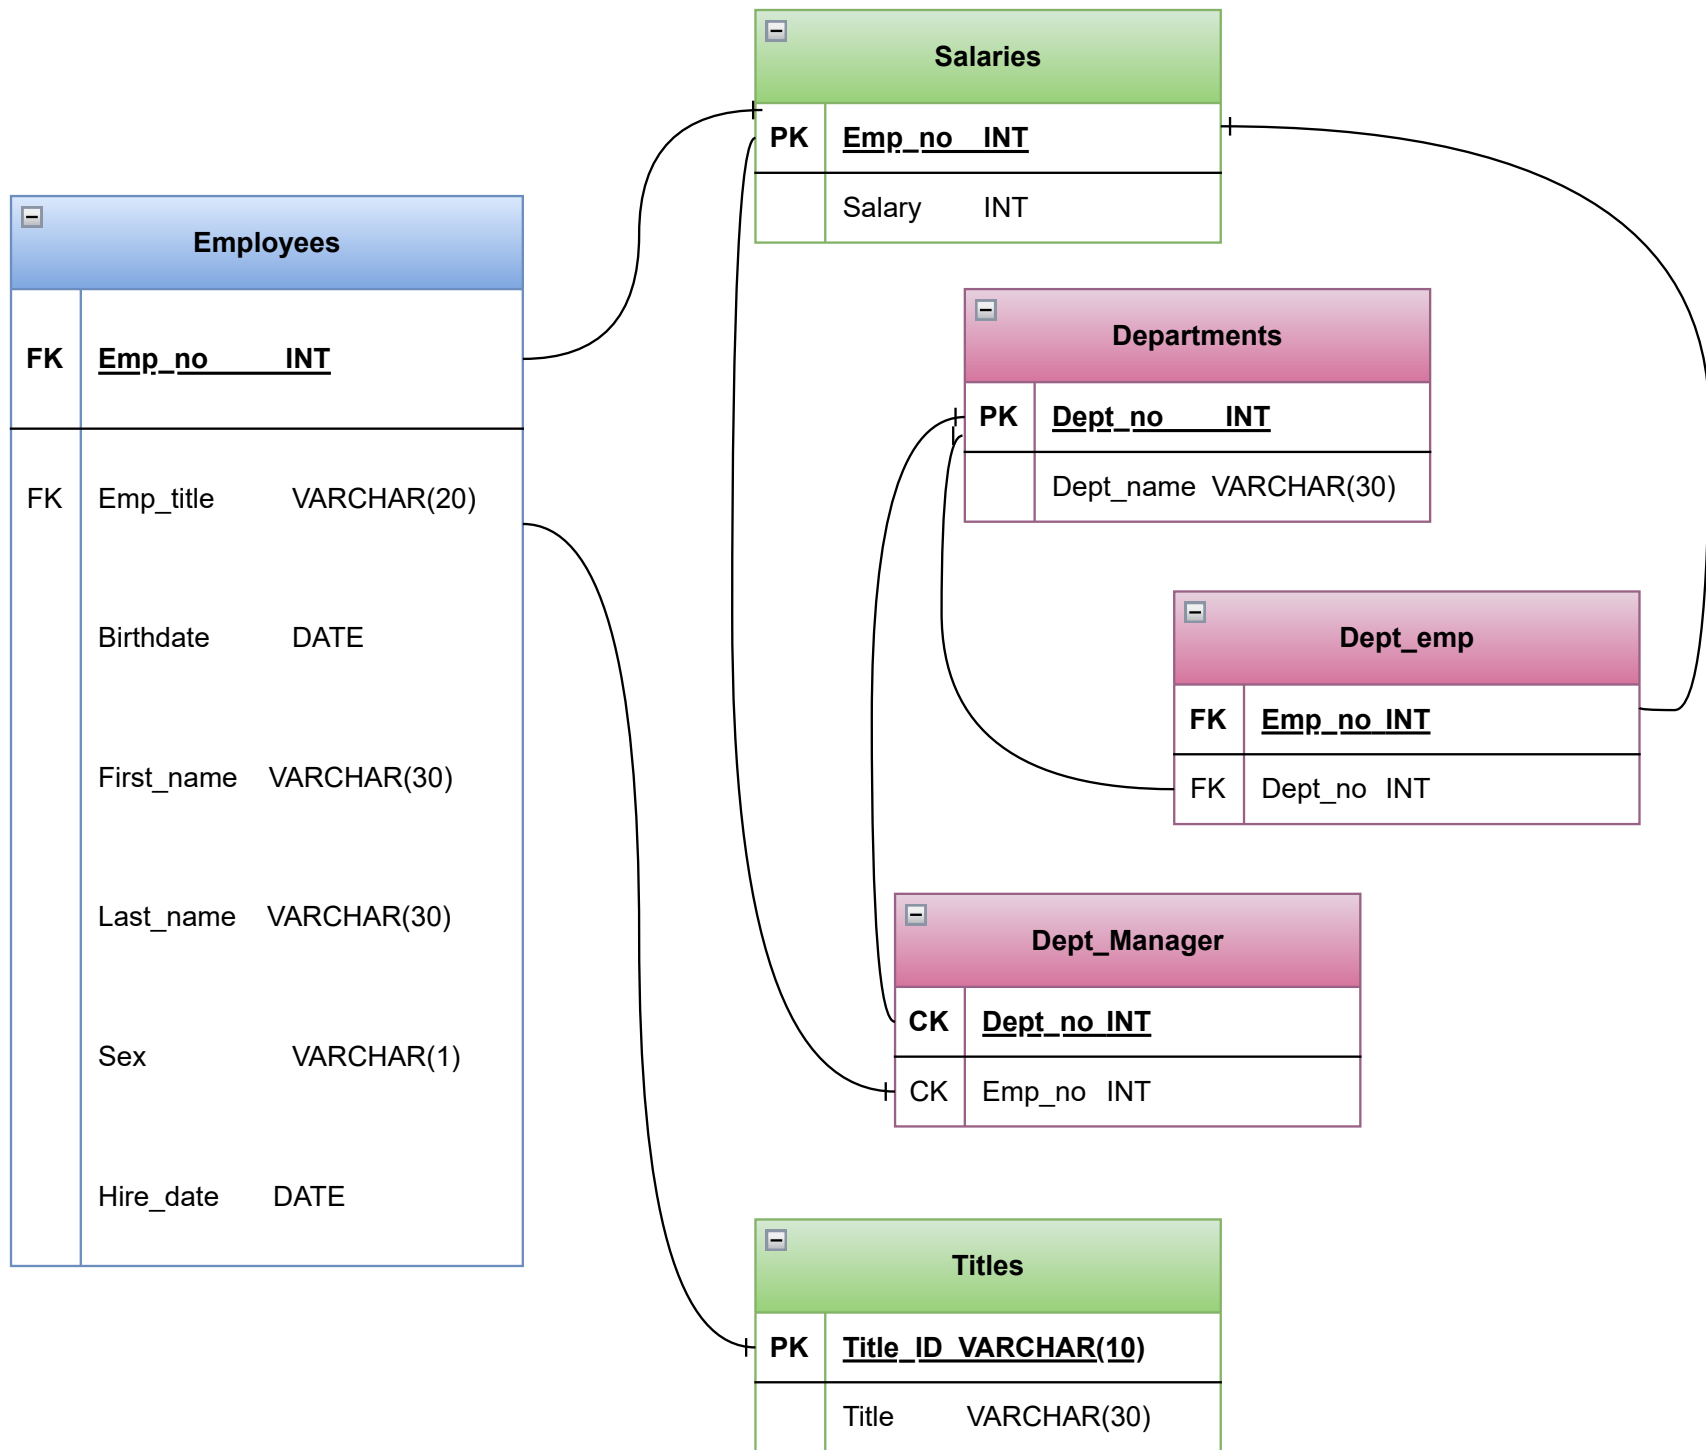 Salaries
PK Emp_no INT
Salary INT
Employees
FK Emp_no INT
FK Emp_title VARCHAR(20)
Birthdate DATE
First_name VARCHAR(30)
Last_name VARCHAR(30)
Sex VARCHAR(1)
Hire_date DATE
Departments
PK Dept_no INT
Dept_name VARCHAR(30)
Dept_emp
FK Emp_no INT
FK Dept_no INT
Dept_Manager
CK Dept_no INT
CK Emp_no INT
Titles
PK Title_ID VARCHAR(10)
Title VARCHAR(30)